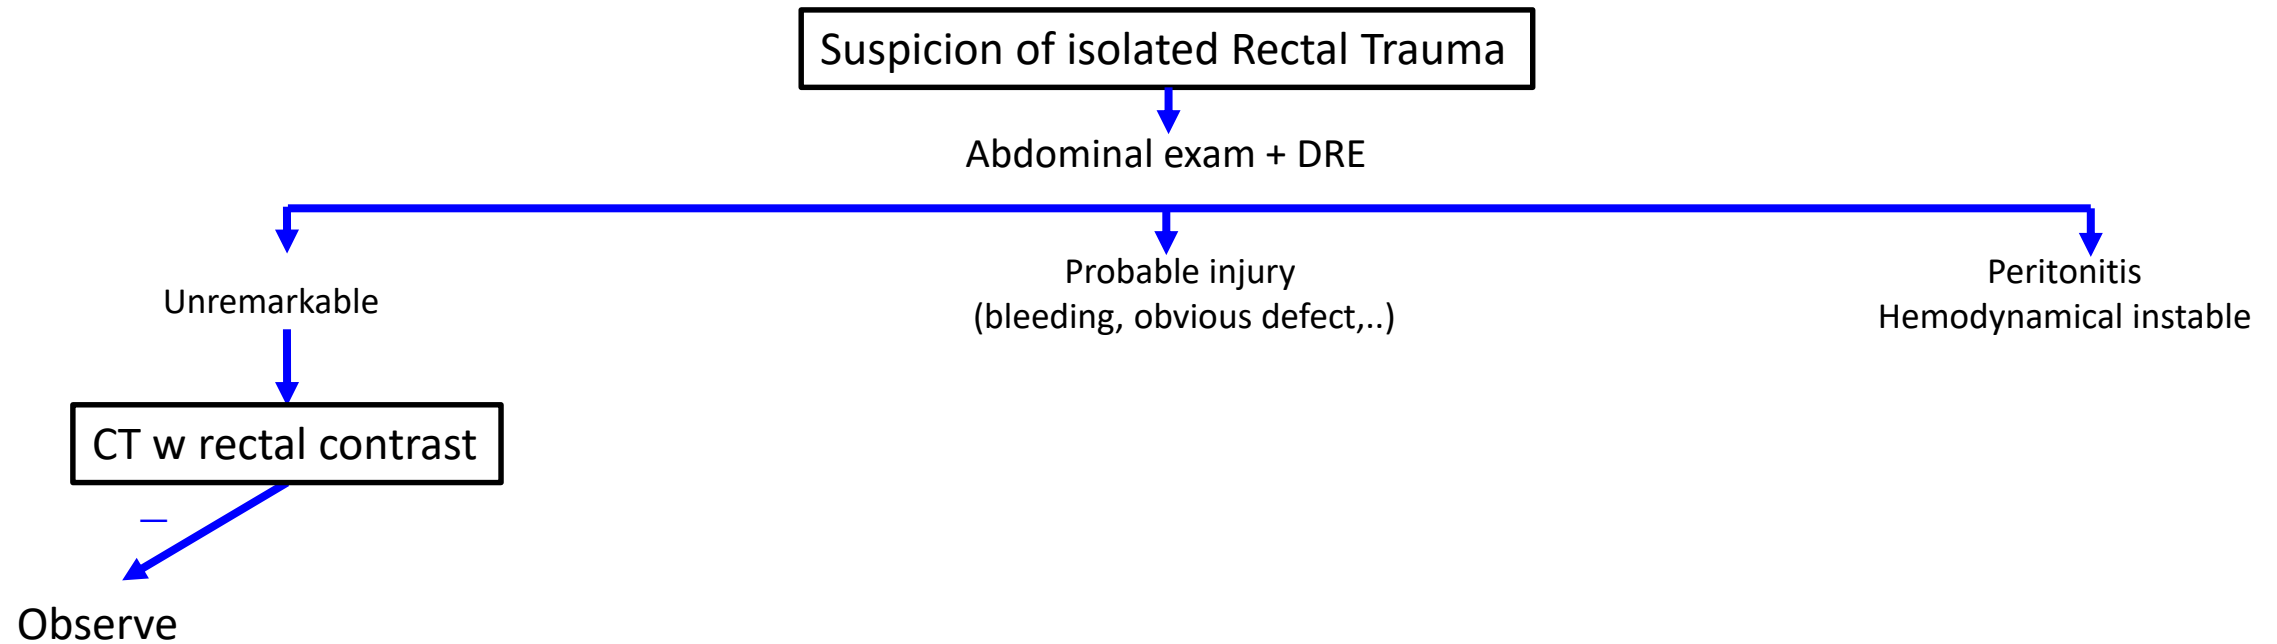 Suspicion of isolated Rectal Trauma
Abdominal exam + DRE
Unremarkable
Probable injury
(bleeding, obvious defect,..)
Peritonitis
Hemodynamical instable
CT w rectal contrast
–
Observe